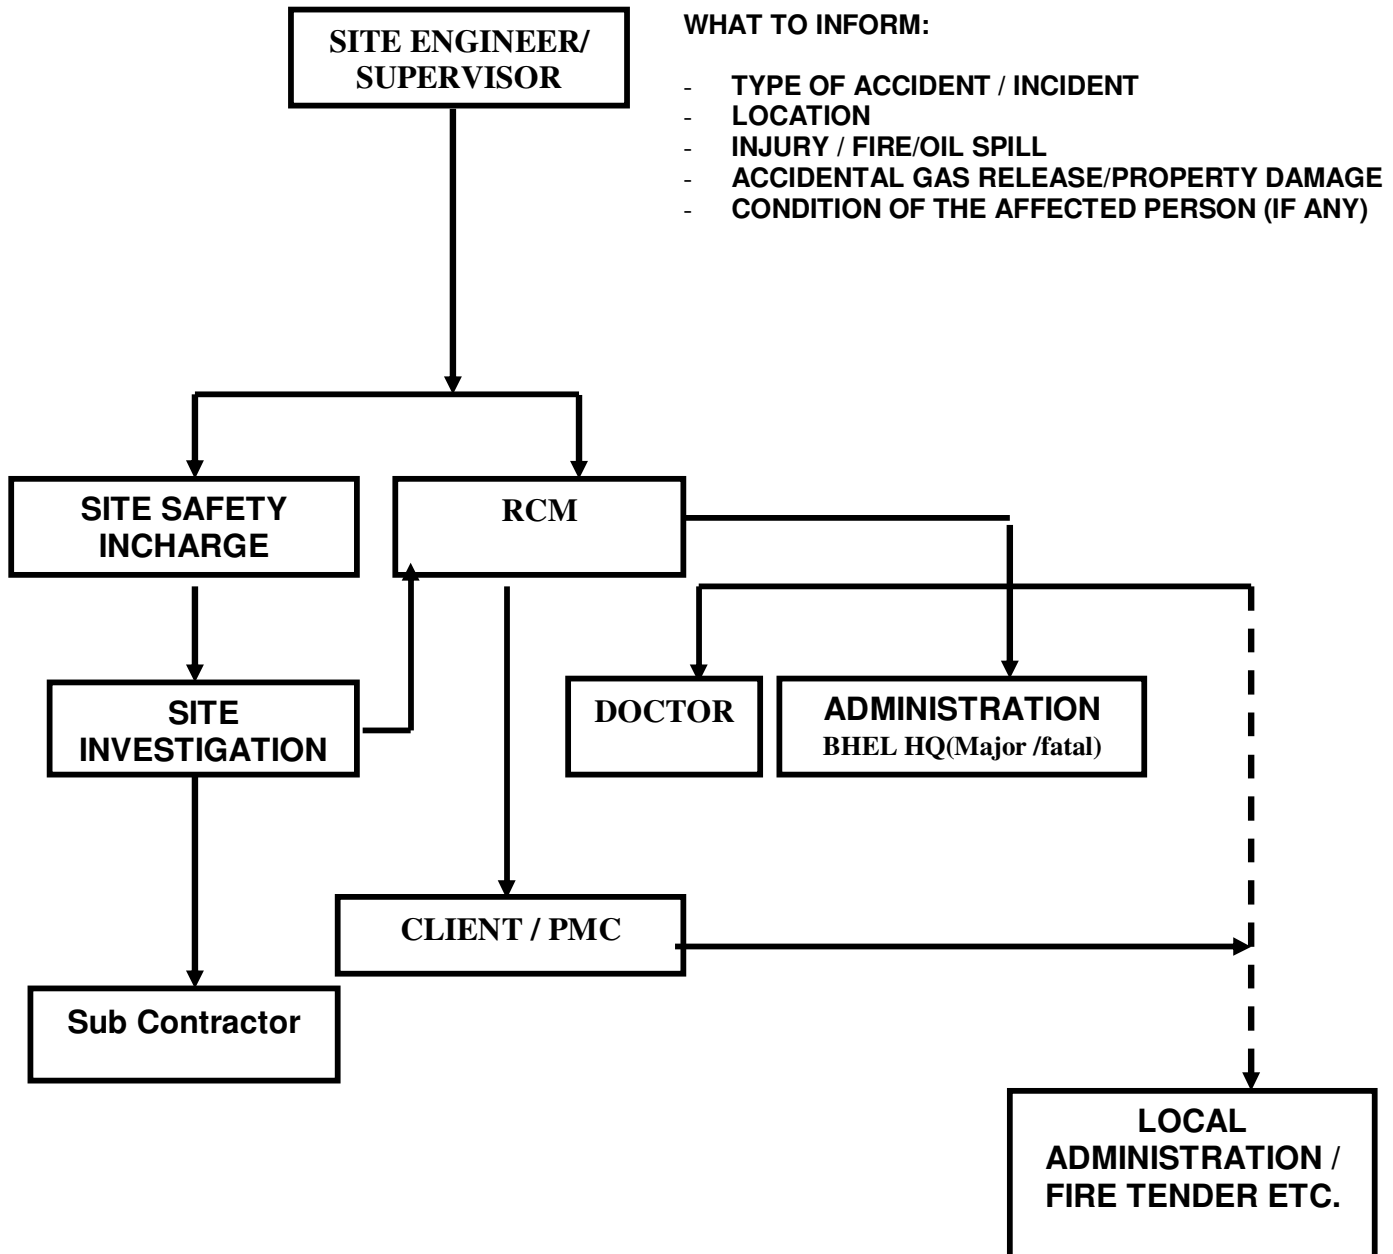 SITE ENGINEER/
SUPERVISOR
WHAT TO INFORM:
- TYPE OF ACCIDENT / INCIDENT
- LOCATION
- INJURY / FIRE/OIL SPILL
- ACCIDENTAL GAS RELEASE/PROPERTY DAMAGE
- CONDITION OF THE AFFECTED PERSON (IF ANY)
SITE SAFETY
INCHARGE
RCM
SITE
INVESTIGATION
DOCTOR
ADMINISTRATION
BHEL HQ(Major /fatal)
CLIENT / PMC
Sub Contractor
LOCAL
ADMINISTRATION /
FIRE TENDER ETC.